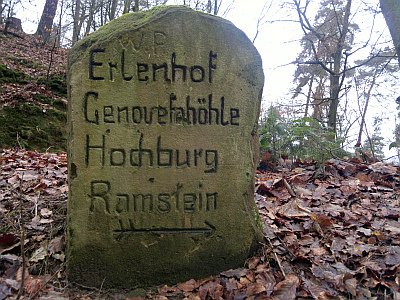 W.P.
Erlenhof
Genovefahöhle
Hochburg
Ramstein